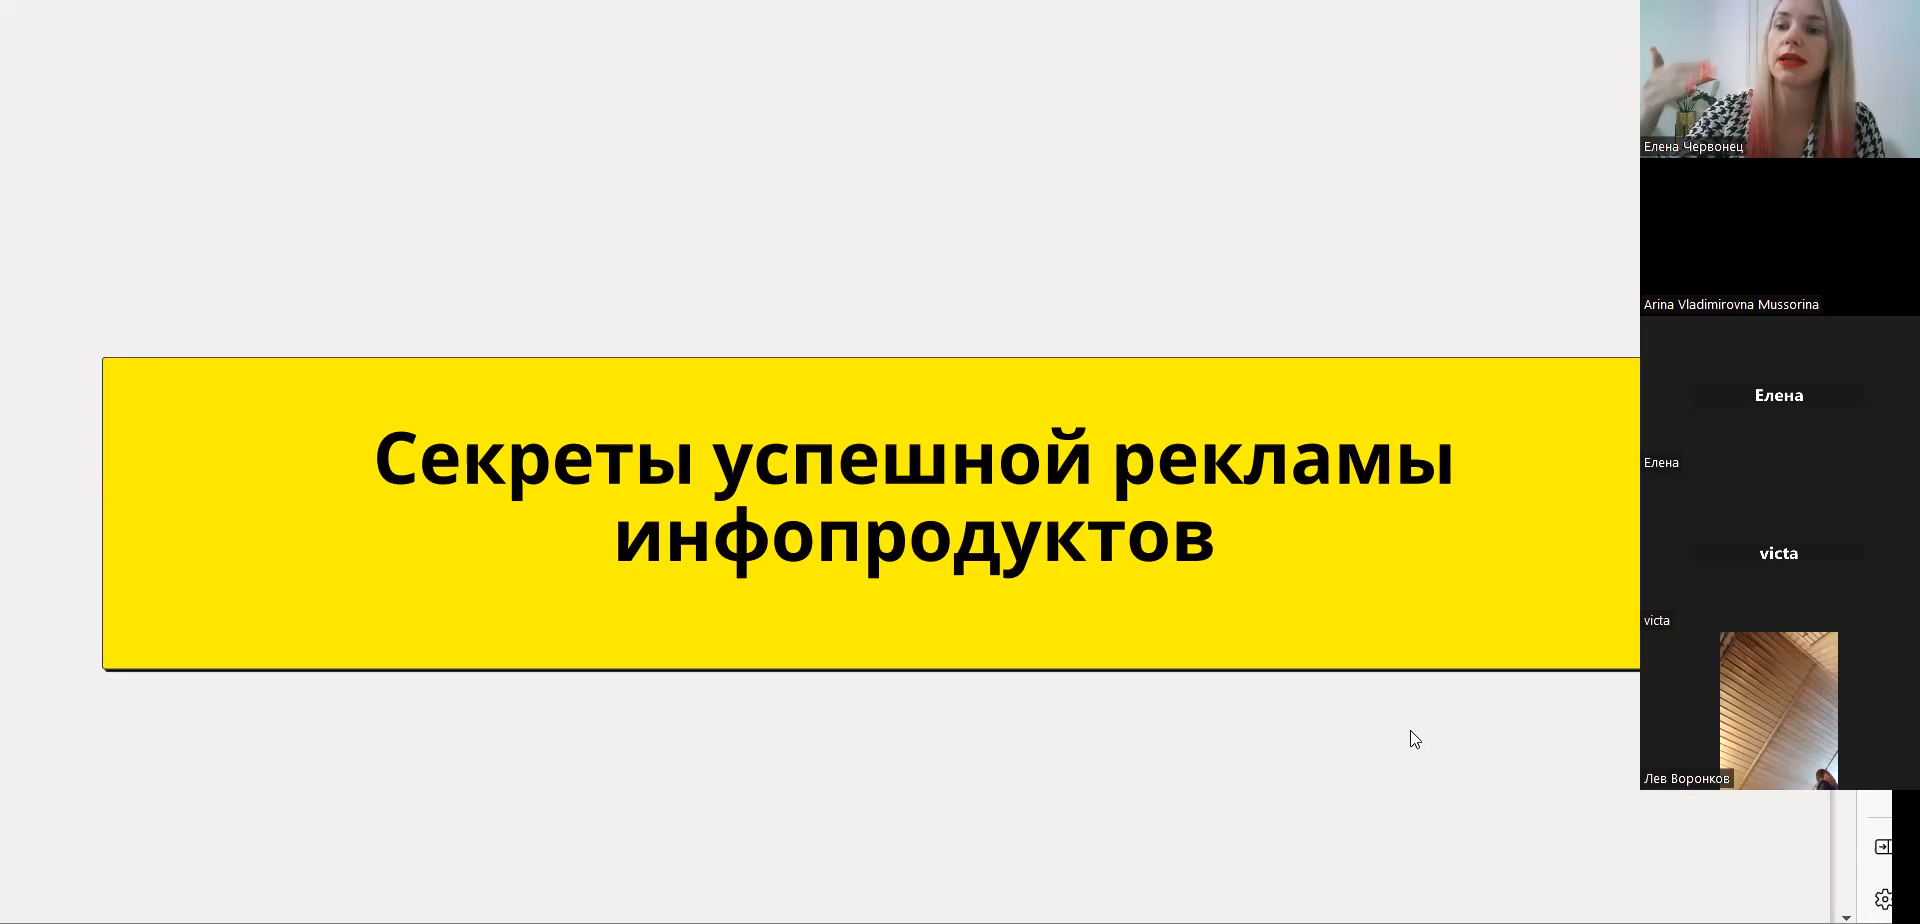 Секреты успешной рекламы
инфопродуктов
Елена Червонец
Arina Vladimirovna Mussorina
Елена
Елена
victa
victa
Лев Воронков